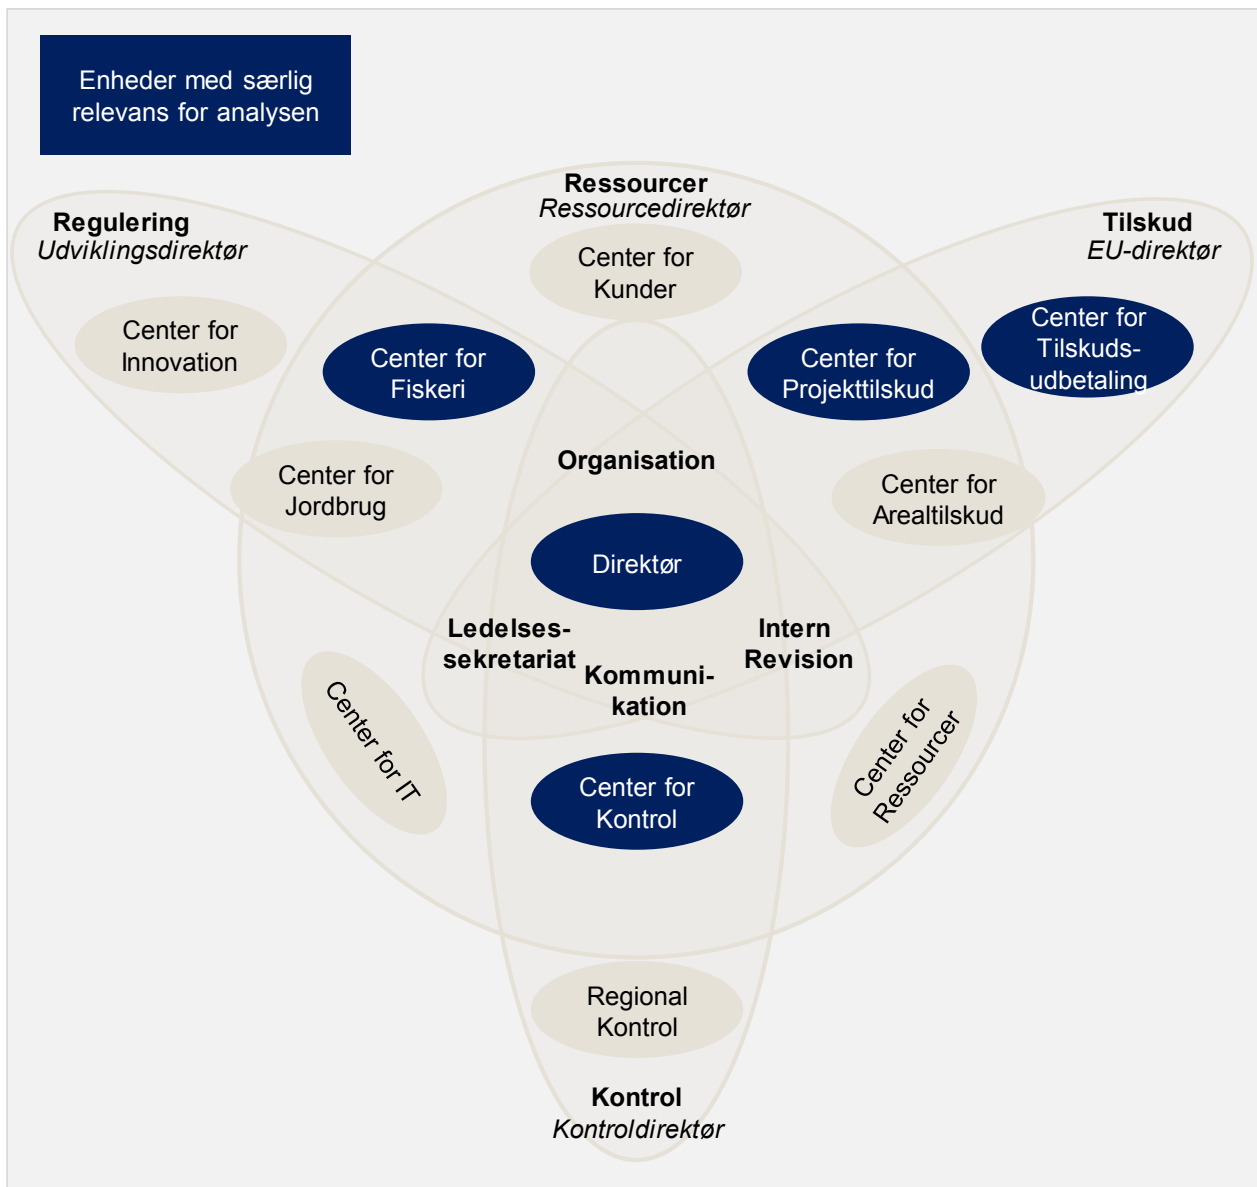 Enheder med særlig
relevans for analysen
Regulering
Udviklingsdirektør
Ressourcer
Ressourcedirektør
Tilskud
EU-direktør
Center for
Kunder
Center for
Innovation
Center for
Fiskeri
Center for
Projekttilskud
Center for
Tilskuds-
udbetaling
Organisation
Center for
Jordbrug
Center for
Arealtilskud
Direktør
Ledelses-
sekretariat
Intern
Revision
Kommuni-
kation
Center for IT
Center for
Ressourcer
Center for
Kontrol
Regional
Kontrol
Kontrol
Kontroldirektør